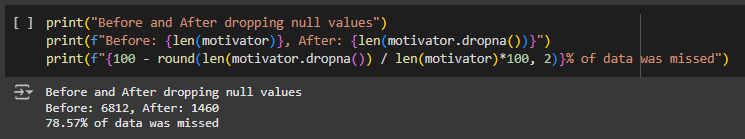 [ ] print("Before and After dropping null values")
print(f"Before: {len(motivator)}, After: {len(motivator.dropna())}")
print(f"{100 - round(len(motivator.dropna()) / len(motivator)*100, 2)}% of data was missed")
Before and After dropping null values
Before: 6812, After: 1460
78.57% of data was missed